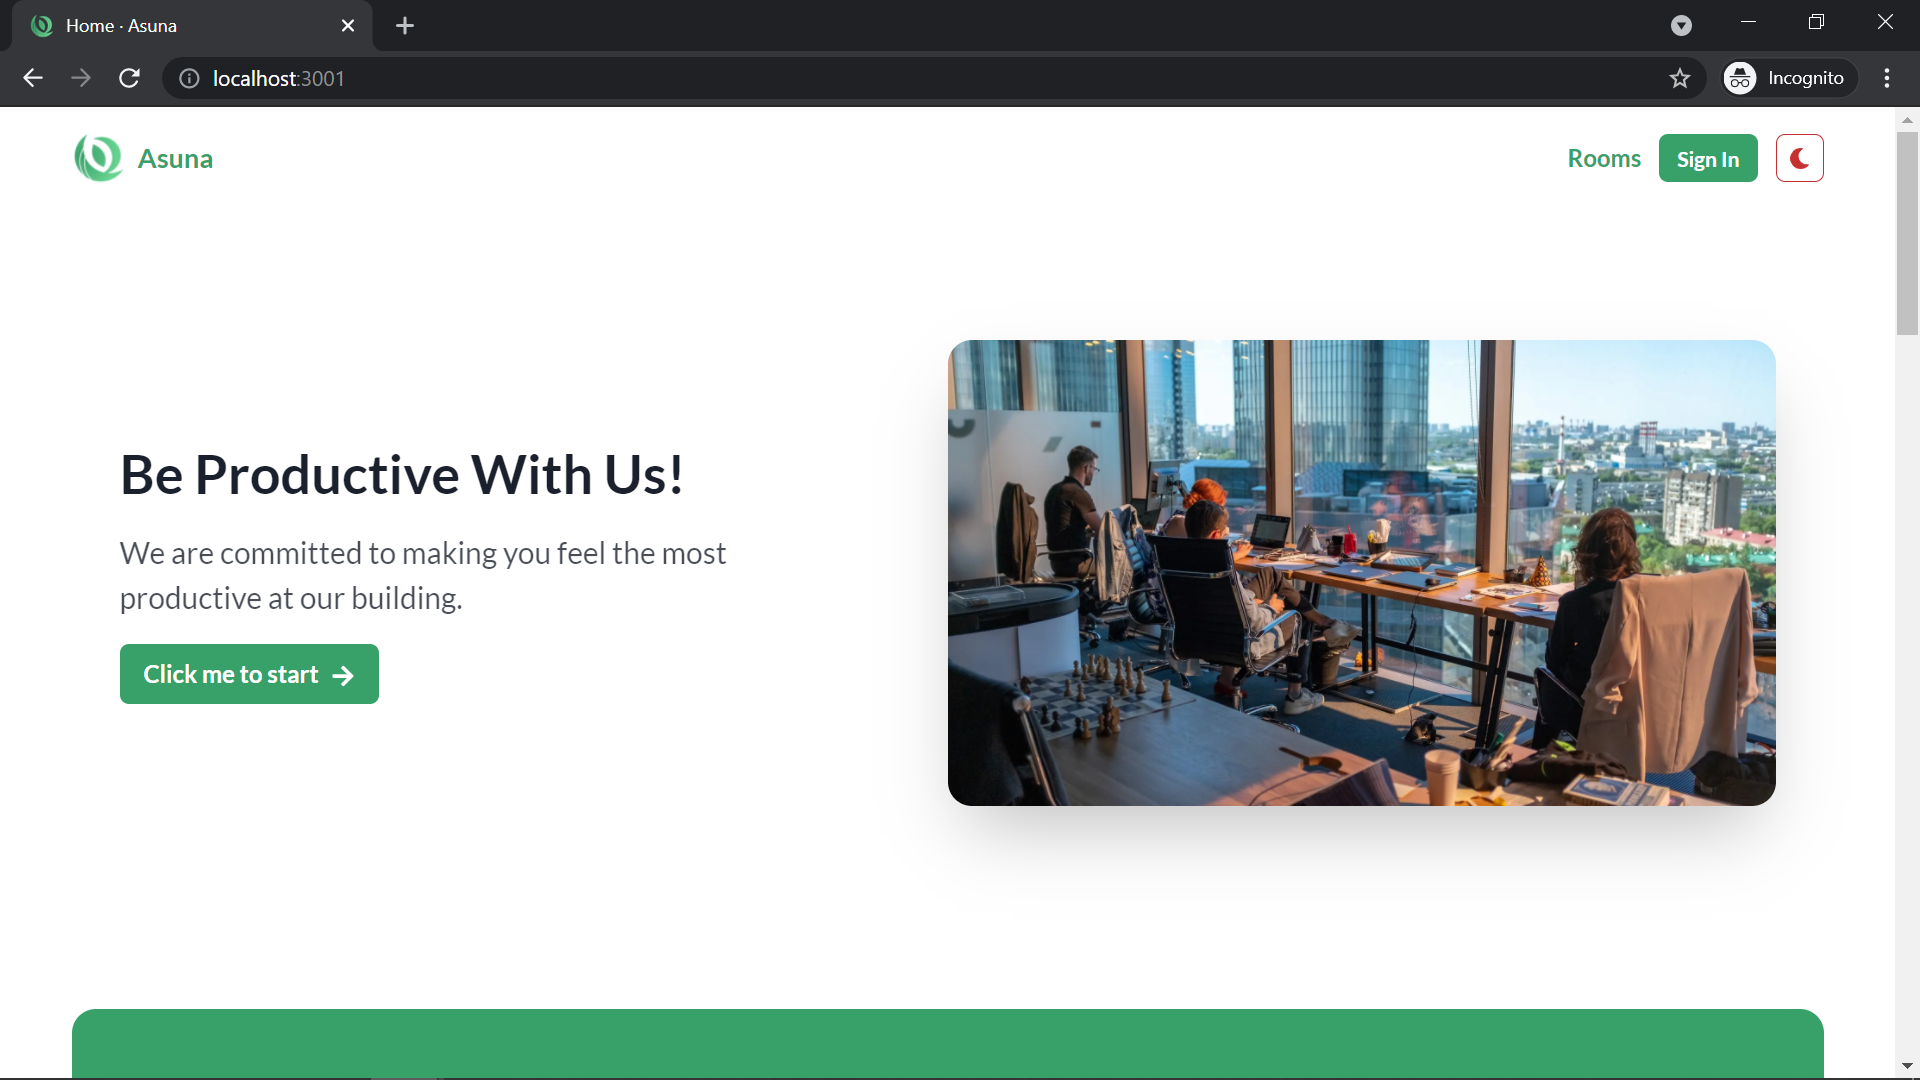 Home · Asuna
localhost:3001
Incognito
Asuna
Rooms
Sign In
Be Productive With Us!
We are committed to making you feel the most
productive at our building.
Click me to start